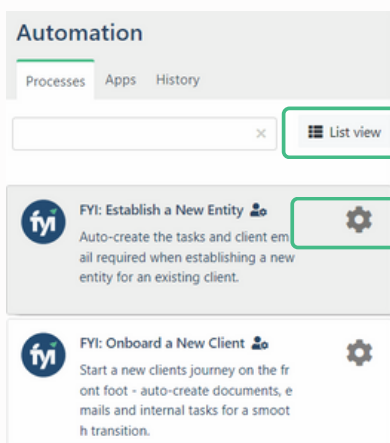 Automation
Processes Apps History
× List view
fyi FYI: Establish a New Entity
Auto-create the tasks and client em
ail required when establishing a new
entity for an existing client.
fyi FYI: Onboard a New Client
Start a new clients journey on the fr
ont foot - auto-create documents, e
mails and internal tasks for a smoot
h transition.